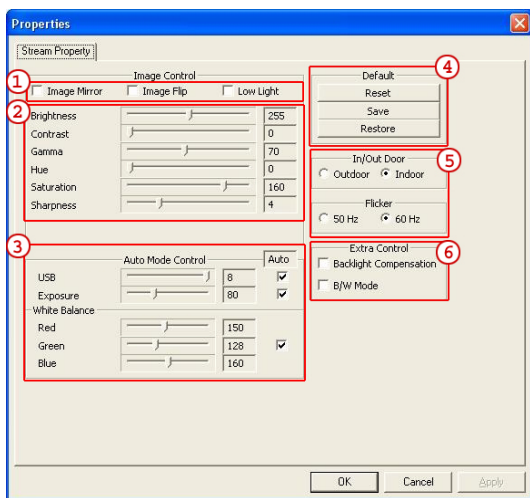 Properties
Stream Property
Image Control
1
Image Mirror Image Flip Low Light
2
Brightness 255
Contrast 0
Gamma 70
Hue 0
Saturation 160
Sharpness 4
3
Auto Mode Control Auto
USB 8
Exposure 80
White Balance
Red 150
Green 128
Blue 160
4
Default
Reset
Save
Restore
5
In/Out Door
Outdoor Indoor
Flicker
50 Hz 60 Hz
6
Extra Control
Backlight Compensation
B/W Mode
OK Cancel Apply